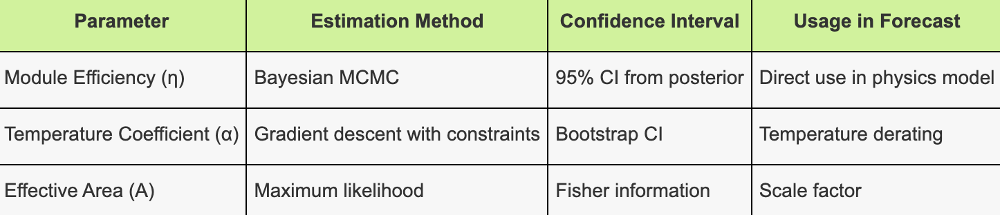 Parameter Estimation Method Confidence Interval Usage in Forecast
Module Efficiency (η) Bayesian MCMC 95% CI from posterior Direct use in physics model
Temperature Coefficient (α) Gradient descent with constraints Bootstrap CI Temperature derating
Effective Area (A) Maximum likelihood Fisher information Scale factor